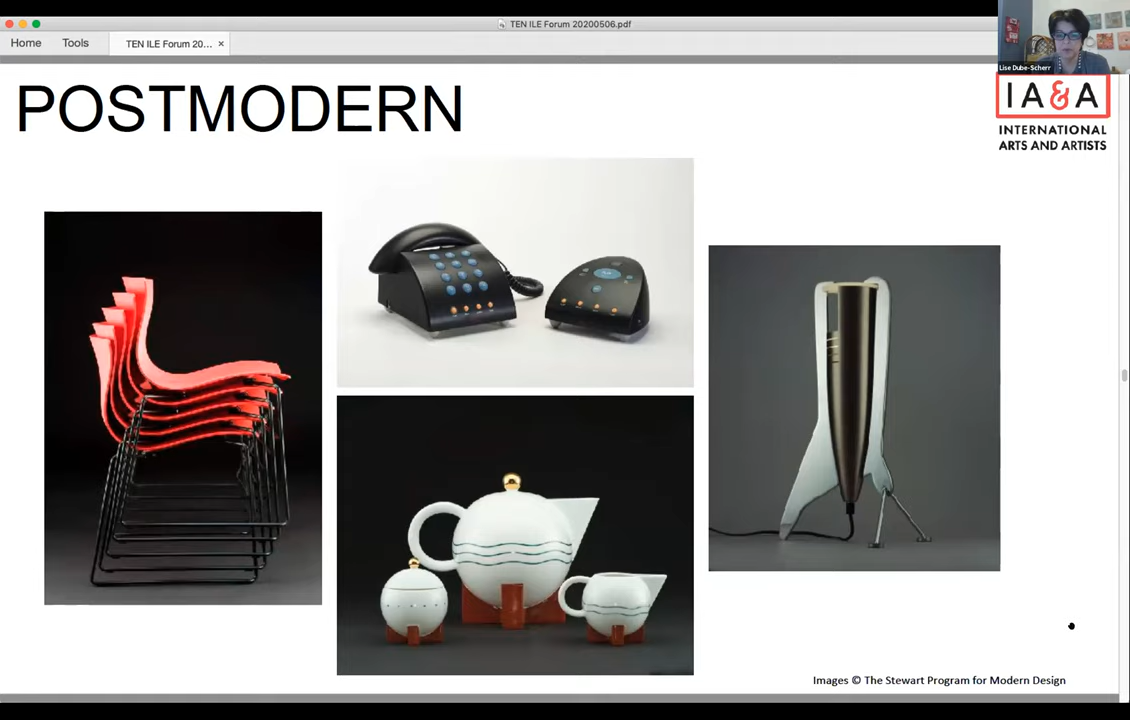 TEN ILE Forum 20200506.pdf
Home
Tools
TEN ILE Forum 20... ×
Lise Dube-Scherr
POSTMODERN
IA&A
INTERNATIONAL
ARTS AND ARTISTS
Images © The Stewart Program for Modern Design